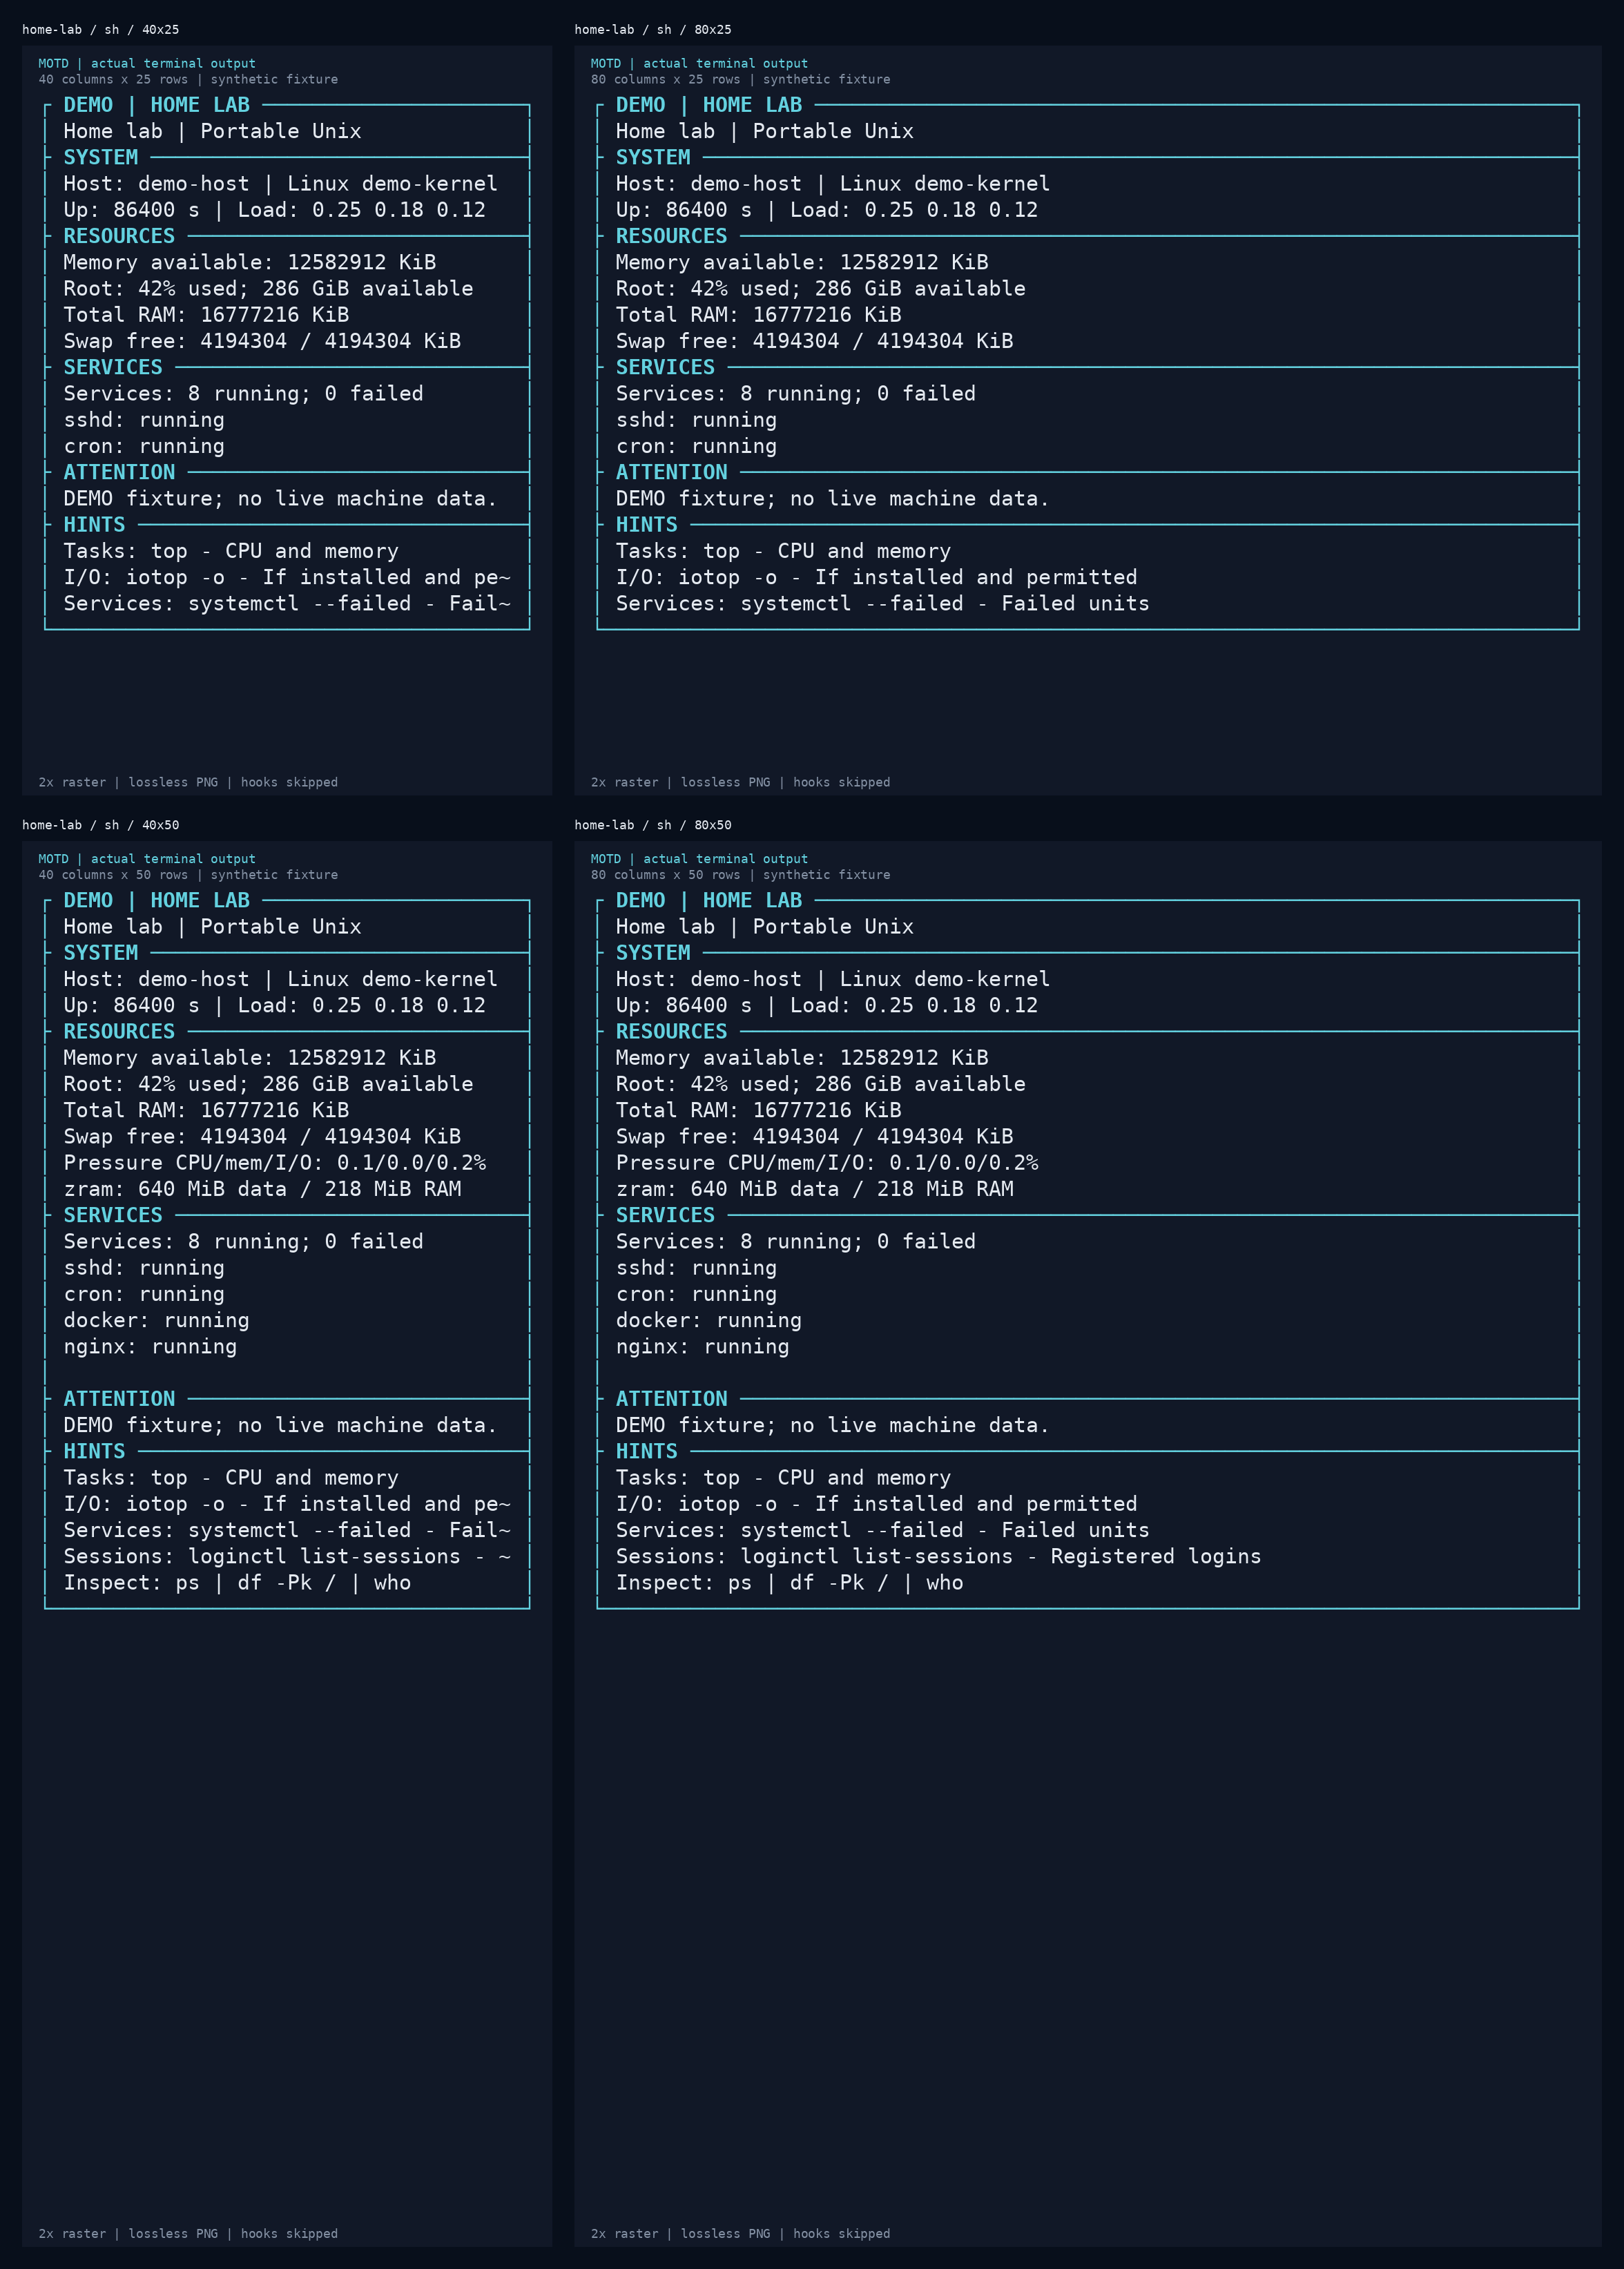 home-lab / sh / 40x25
MOTD | actual terminal output
40 columns x 25 rows | synthetic fixture
DEMO | HOME LAB
Home lab | Portable Unix
SYSTEM
Host: demo-host | Linux demo-kernel
Up: 86400 s | Load: 0.25 0.18 0.12
RESOURCES
Memory available: 12582912 KiB
Root: 42% used; 286 GiB available
Total RAM: 16777216 KiB
Swap free: 4194304 / 4194304 KiB
SERVICES
Services: 8 running; 0 failed
sshd: running
cron: running
ATTENTION
DEMO fixture; no live machine data.
HINTS
Tasks: top - CPU and memory
I/O: iotop -o - If installed and pe~
Services: systemctl --failed - Fail~
2x raster | lossless PNG | hooks skipped
home-lab / sh / 80x25
MOTD | actual terminal output
80 columns x 25 rows | synthetic fixture
DEMO | HOME LAB
Home lab | Portable Unix
SYSTEM
Host: demo-host | Linux demo-kernel
Up: 86400 s | Load: 0.25 0.18 0.12
RESOURCES
Memory available: 12582912 KiB
Root: 42% used; 286 GiB available
Total RAM: 16777216 KiB
Swap free: 4194304 / 4194304 KiB
SERVICES
Services: 8 running; 0 failed
sshd: running
cron: running
ATTENTION
DEMO fixture; no live machine data.
HINTS
Tasks: top - CPU and memory
I/O: iotop -o - If installed and permitted
Services: systemctl --failed - Failed units
2x raster | lossless PNG | hooks skipped
home-lab / sh / 40x50
MOTD | actual terminal output
40 columns x 50 rows | synthetic fixture
DEMO | HOME LAB
Home lab | Portable Unix
SYSTEM
Host: demo-host | Linux demo-kernel
Up: 86400 s | Load: 0.25 0.18 0.12
RESOURCES
Memory available: 12582912 KiB
Root: 42% used; 286 GiB available
Total RAM: 16777216 KiB
Swap free: 4194304 / 4194304 KiB
Pressure CPU/mem/I/O: 0.1/0.0/0.2%
zram: 640 MiB data / 218 MiB RAM
SERVICES
Services: 8 running; 0 failed
sshd: running
cron: running
docker: running
nginx: running
ATTENTION
DEMO fixture; no live machine data.
HINTS
Tasks: top - CPU and memory
I/O: iotop -o - If installed and pe~
Services: systemctl --failed - Fail~
Sessions: loginctl list-sessions - ~
Inspect: ps | df -Pk / | who
2x raster | lossless PNG | hooks skipped
home-lab / sh / 80x50
MOTD | actual terminal output
80 columns x 50 rows | synthetic fixture
DEMO | HOME LAB
Home lab | Portable Unix
SYSTEM
Host: demo-host | Linux demo-kernel
Up: 86400 s | Load: 0.25 0.18 0.12
RESOURCES
Memory available: 12582912 KiB
Root: 42% used; 286 GiB available
Total RAM: 16777216 KiB
Swap free: 4194304 / 4194304 KiB
Pressure CPU/mem/I/O: 0.1/0.0/0.2%
zram: 640 MiB data / 218 MiB RAM
SERVICES
Services: 8 running; 0 failed
sshd: running
cron: running
docker: running
nginx: running
ATTENTION
DEMO fixture; no live machine data.
HINTS
Tasks: top - CPU and memory
I/O: iotop -o - If installed and permitted
Services: systemctl --failed - Failed units
Sessions: loginctl list-sessions - Registered logins
Inspect: ps | df -Pk / | who
2x raster | lossless PNG | hooks skipped